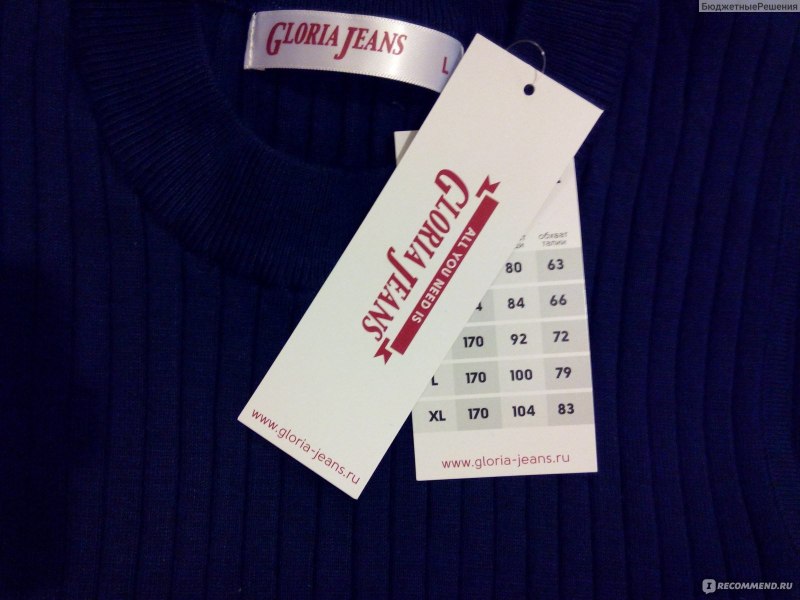 БюджетныеРешения
GLORIA JEANS
L
GLORIA JEANS
ALL YOU NEED IS
www.gloria-jeans.ru
обхват
талии
80 63
84 66
170 92 72
L 170 100 79
XL 170 104 83
www.gloria-jeans.ru
IRECOMMEND.RU